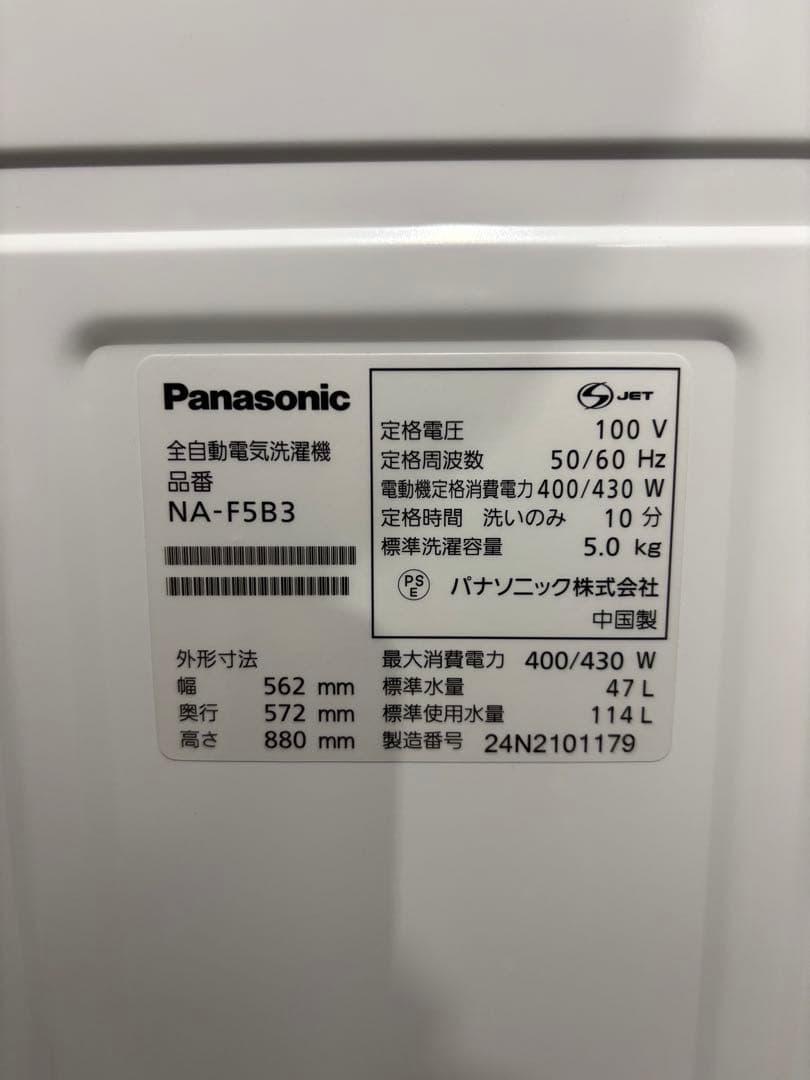 Panasonic
全自動電気洗濯機
品番
NA-F5B3
JET
定格電圧 100 V
定格周波数 50/60 Hz
電動機定格消費電力 400/430 W
定格時間 洗いのみ 10 分
標準洗濯容量 5.0 kg
PS
E
パナソニック株式会社
中国製
外形寸法
幅 562 mm
奥行 572 mm
高さ 880 mm
最大消費電力 400/430 W
標準水量 47 L
標準使用水量 114 L
製造番号 24N2101179